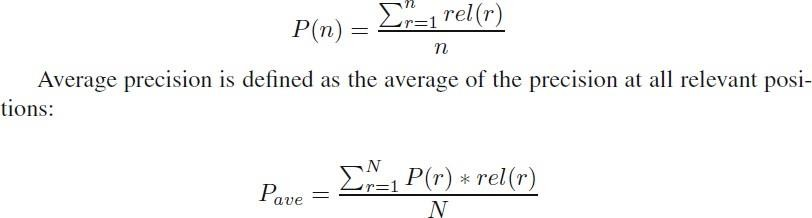 P(n) = \frac{\sum_{r=1}^{n} rel(r)}{n}
Average precision is defined as the average of the precision at all relevant posi-
tions:
P_{ave} = \frac{\sum_{r=1}^{N} P(r) * rel(r)}{N}